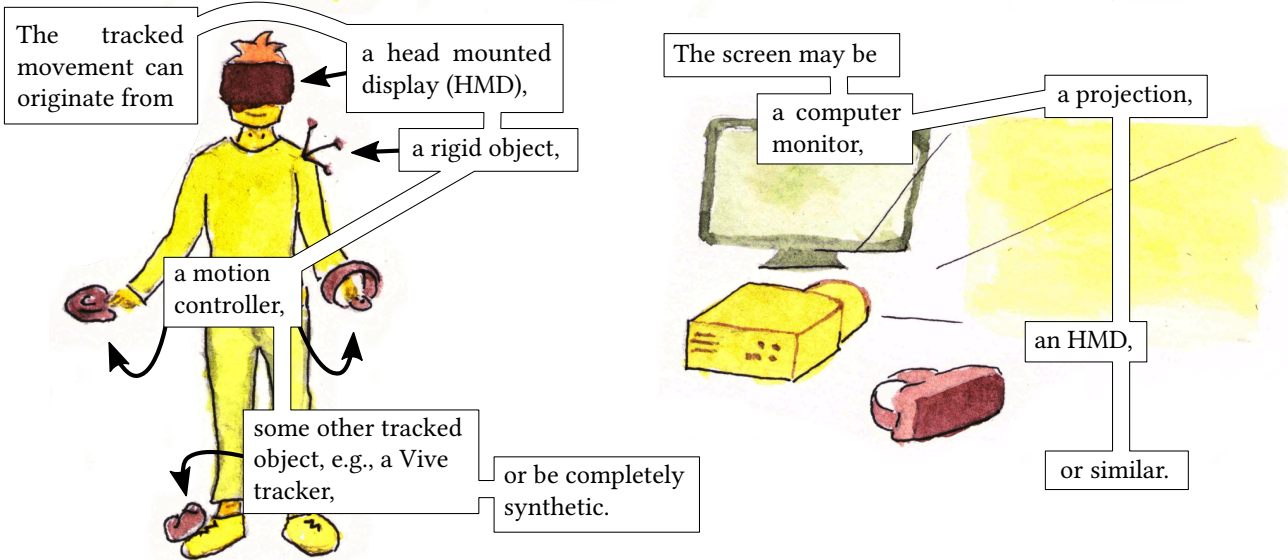 The tracked
movement can
originate from
a head mounted
display (HMD),
a rigid object,
a motion
controller,
some other tracked
object, e.g., a Vive
tracker,
or be completely
synthetic.
The screen may be
a computer
monitor,
a projection,
an HMD,
or similar.